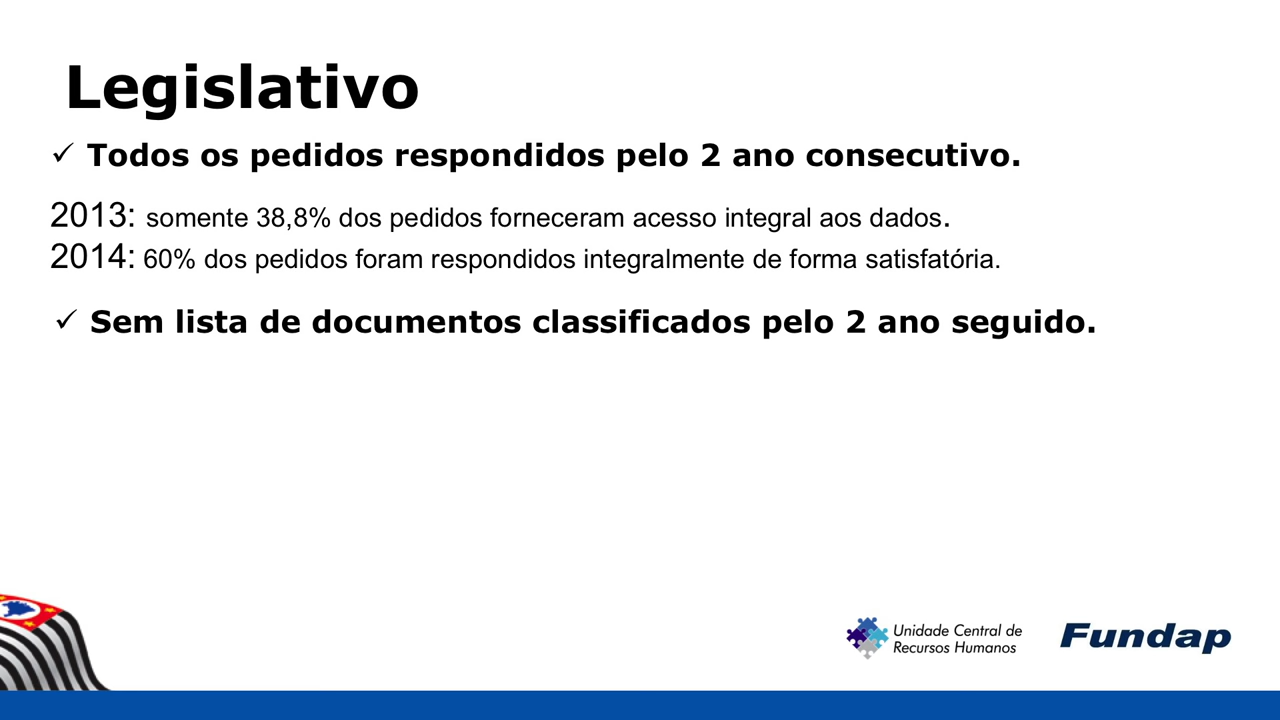 Legislativo
✓ Todos os pedidos respondidos pelo 2 ano consecutivo.
2013: somente 38,8% dos pedidos forneceram acesso integral aos dados.
2014: 60% dos pedidos foram respondidos integralmente de forma satisfatória.
✓ Sem lista de documentos classificados pelo 2 ano seguido.
Unidade Central de
Recursos Humanos
Fundap